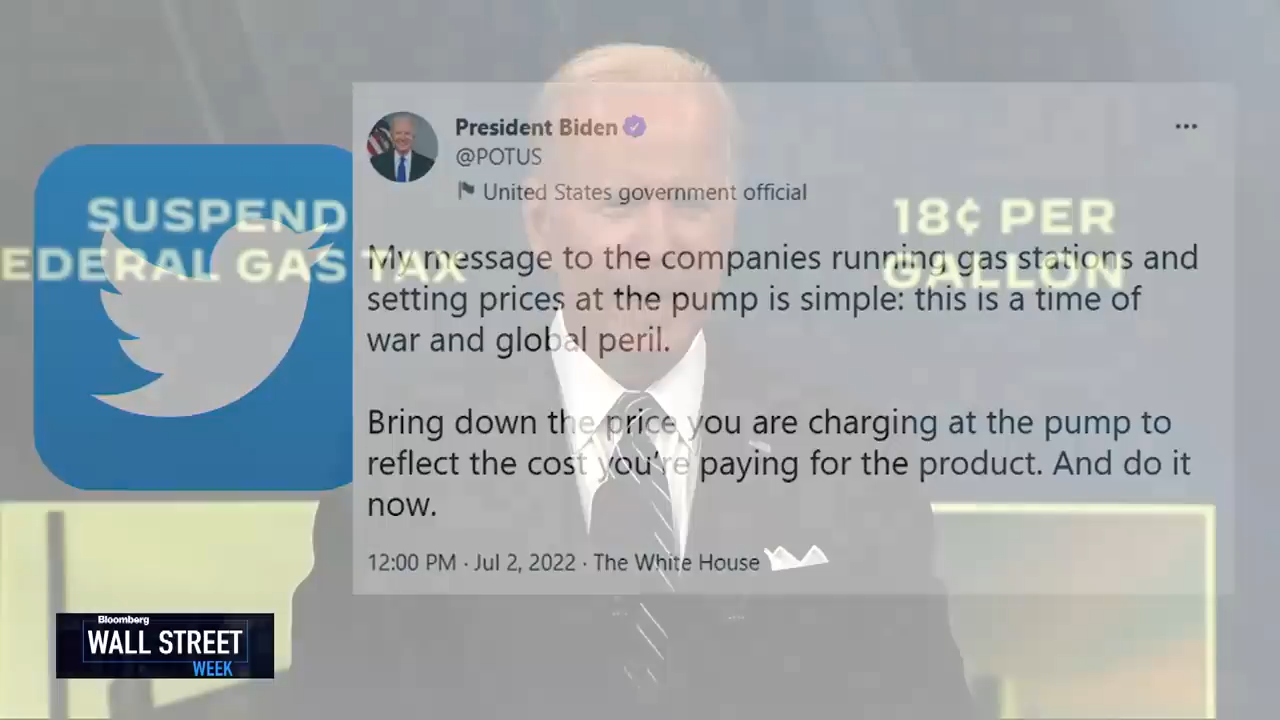 President Biden
@POTUS
United States government official
SUSPEND
FEDERAL GAS TAX
18¢ PER
GALLON
My message to the companies running gas stations and
setting prices at the pump is simple: this is a time of
war and global peril.
Bring down the price you are charging at the pump to
reflect the cost you're paying for the product. And do it
now.
12:00 PM · Jul 2, 2022 · The White House
Bloomberg
WALL STREET
WEEK